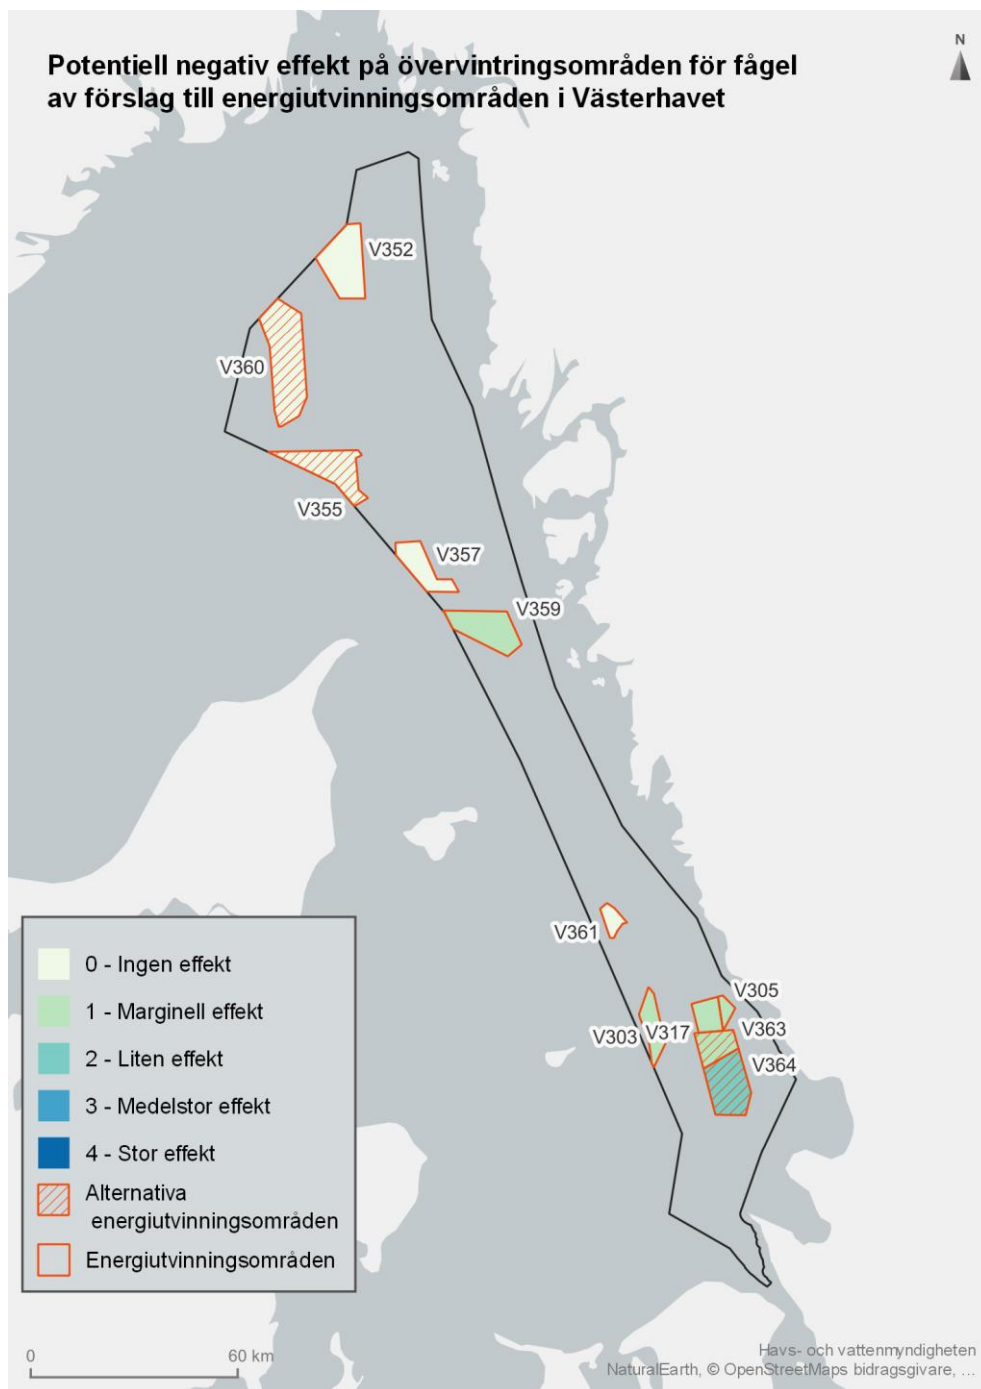 Potentiell negativ effekt på övervintringsområden för fågel
av förslag till energiutvinningsområden i Västerhavet
N
V352
V360
V355
V357
V359
V361
V305
V303
V317
V363
V364
0 - Ingen effekt
1 - Marginell effekt
2 - Liten effekt
3 - Medelstor effekt
4 - Stor effekt
Alternativa
energiutvinningsområden
Energiutvinningsområden
0
60 km
Havs- och vattenmyndigheten
NaturalEarth, © OpenStreetMaps bidragsgivare, ...